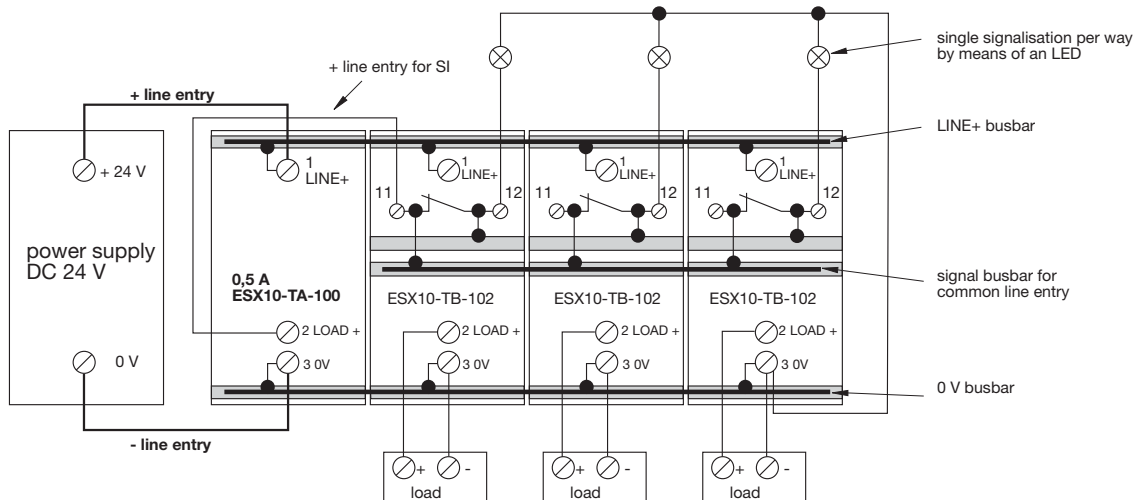 single signalisation per way
by means of an LED
+ line entry for SI
+ line entry
LINE+ busbar
+ 24 V
1
LINE+
1
LINE+
1
LINE+
1
LINE+
11
12
11
12
11
12
power supply
DC 24 V
0,5 A
ESX10-TA-100
ESX10-TB-102
ESX10-TB-102
ESX10-TB-102
signal busbar for
common line entry
2 LOAD +
2 LOAD +
2 LOAD +
2 LOAD +
0 V
3 0V
3 0V
3 0V
3 0V
0 V busbar
- line entry
+ -
load
+ -
load
+ -
load